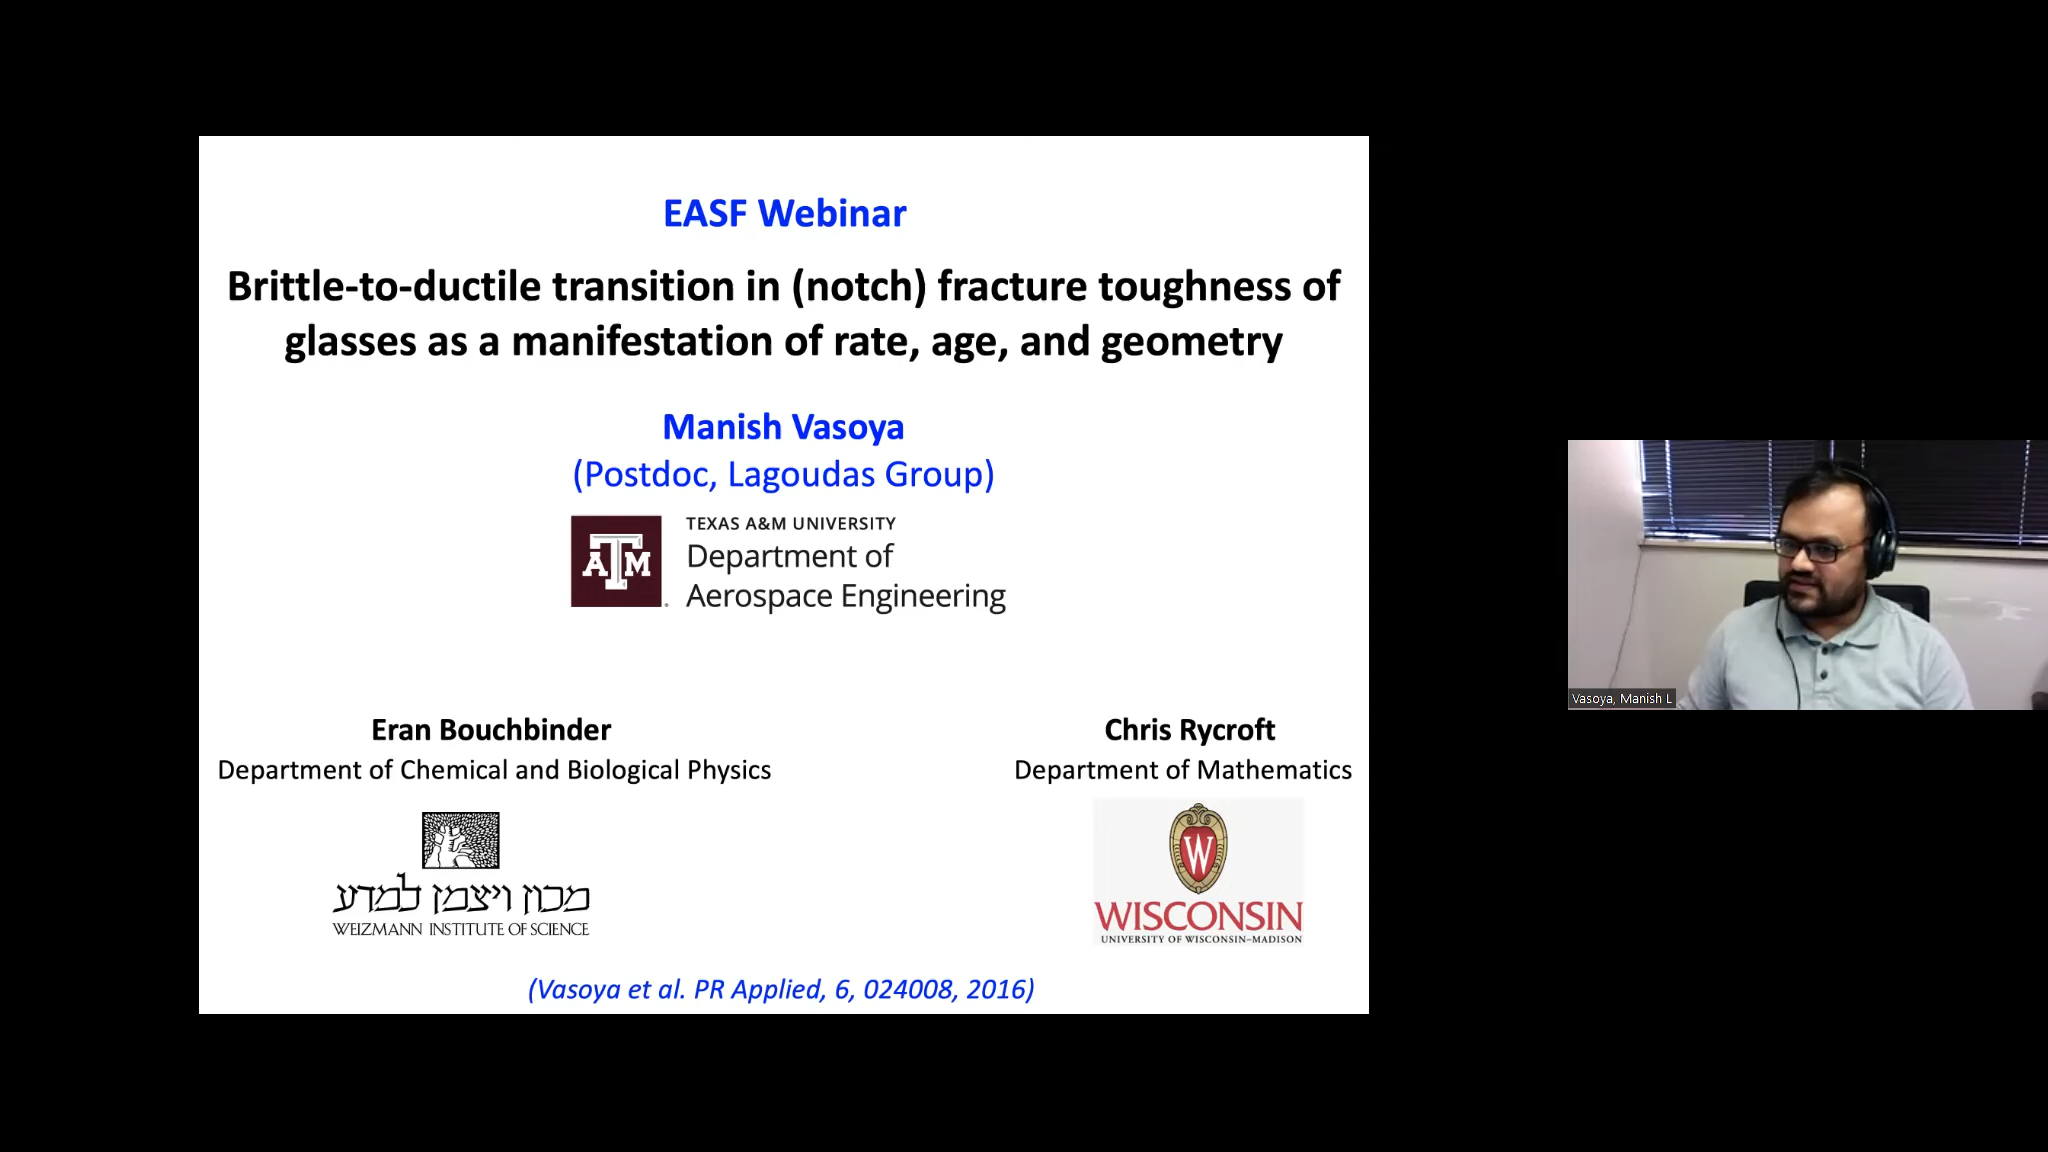 EASF Webinar
Brittle-to-ductile transition in (notch) fracture toughness of
glasses as a manifestation of rate, age, and geometry
Manish Vasoya
(Postdoc, Lagoudas Group)
ATM
TEXAS A&M UNIVERSITY
Department of
Aerospace Engineering
Eran Bouchbinder
Department of Chemical and Biological Physics
מכון ויצמן למדע
WEIZMANN INSTITUTE OF SCIENCE
Chris Rycroft
Department of Mathematics
W
WISCONSIN
UNIVERSITY OF WISCONSIN–MADISON
(Vasoya et al. PR Applied, 6, 024008, 2016)
Vasoya, Manish L